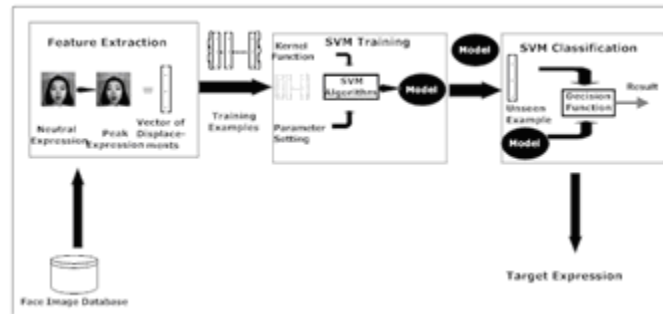 Feature Extraction
Neutral
Expression
Peak
Expression
Vector of
Displace-
ments
Training
Examples
SVM Training
Kernel
Function
SVM
Algorithm
Model
Parameter
Setting
Model
SVM Classification
Unseen
Example
Decision
Function
Result
Model
Target Expression
Face Image Database